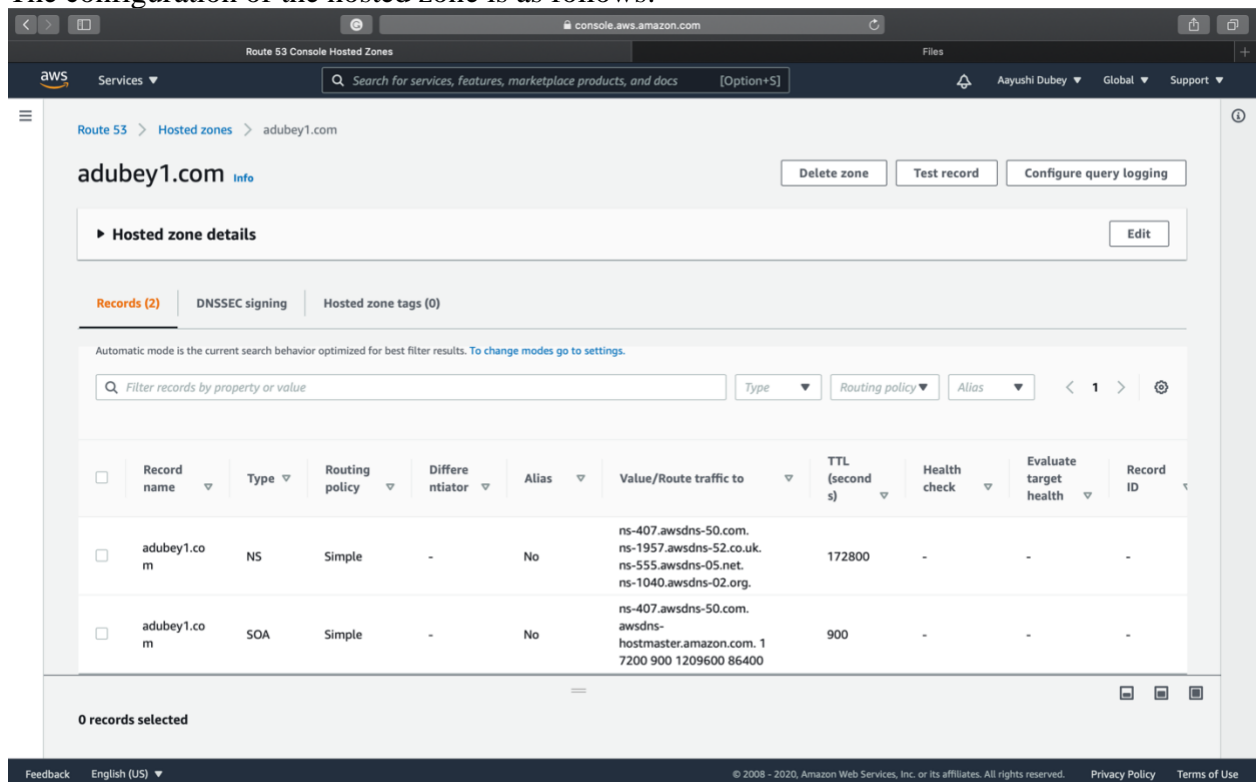 The configuration of the hosted zone is as follows:
console.aws.amazon.com
Route 53 Console Hosted Zones
Files
aws Services ▼ Search for services, features, marketplace products, and docs [Option+S] Aayushi Dubey ▼ Global ▼ Support ▼
Route 53 > Hosted zones > adubey1.com
adubey1.com Info
Delete zone Test record Configure query logging
▶ Hosted zone details Edit
Records (2) DNSSEC signing Hosted zone tags (0)
Automatic mode is the current search behavior optimized for best filter results. To change modes go to settings.
Filter records by property or value Type ▼ Routing policy ▼ Alias ▼ < 1 >
Record name Type Routing policy Differe ntiator Alias Value/Route traffic to TTL (second s) Health check Evaluate target health Record ID
adubey1.co
m
NS Simple - No
ns-407.awsdns-50.com.
ns-1957.awsdns-52.co.uk.
ns-555.awsdns-05.net.
ns-1040.awsdns-02.org.
172800 - - -
adubey1.co
m
SOA Simple - No
ns-407.awsdns-50.com.
awsdns-
hostmaster.amazon.com. 1
7200 900 1209600 86400
900 - - -
0 records selected
Feedback English (US) ▼ © 2008 - 2020, Amazon Web Services, Inc. or its affiliates. All rights reserved. Privacy Policy Terms of Use